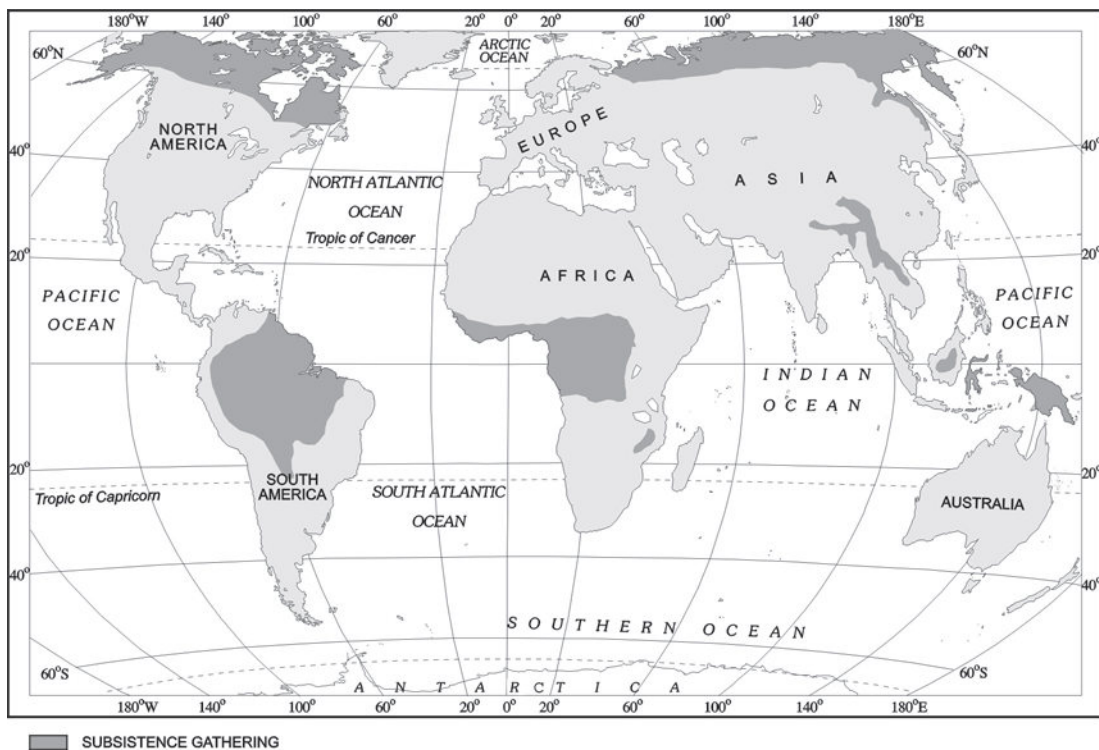 180°W 140° 100° 60° 20° 0° 20° 60° 100° 140° 180°E
60°N
ARCTIC
OCEAN
60°N
NORTH
AMERICA
EUROPE
40°
ASIA
40°
NORTH ATLANTIC
OCEAN
Tropic of Cancer
20°
AFRICA
20°
PACIFIC
OCEAN
PACIFIC
OCEAN
INDIAN
OCEAN
20°
20°
SOUTH
AMERICA
Tropic of Capricorn
SOUTH ATLANTIC
OCEAN
AUSTRALIA
40°
40°
SOUTHERN OCEAN
60°S
60°S
ANTARCTICA
180°W 140° 100° 60° 20° 0° 20° 60° 100° 140° 180°E
SUBSISTENCE GATHERING